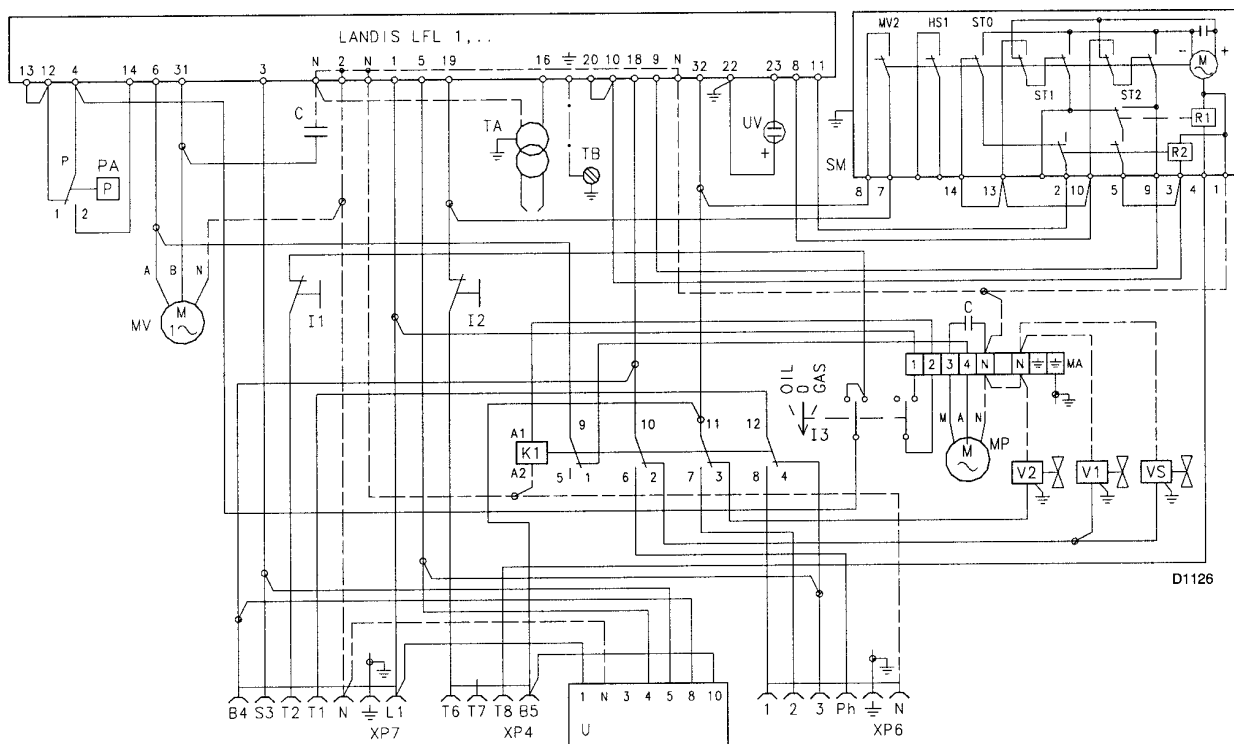 LANDIS LFL 1,..
13 12 4 14 6 31 3 N 2 N 1 5 19 16 20 10 18 9 N 32 22 23 8 11
MV2 HS1 ST0
- M +
ST1 ST2
R1
R2
SM
8 7 14 13 2 10 5 9 3 4 1
C
TA
TB
UV
+
P PA
P
1 2
A B N
M
1
MV
I1
I2
C
OIL
0
GAS
1 2 3 4 N N MA
I3
M A N
M
MP
A1
K1
A2
9 10 11 12
5 1 6 2 7 3 8 4
V2 V1 VS
D1126
B4 S3 T2 T1 N L1
XP7
T6 T7 T8 B5
XP4
1 N 3 4 5 8 10
U
1 2 3 Ph N
XP6